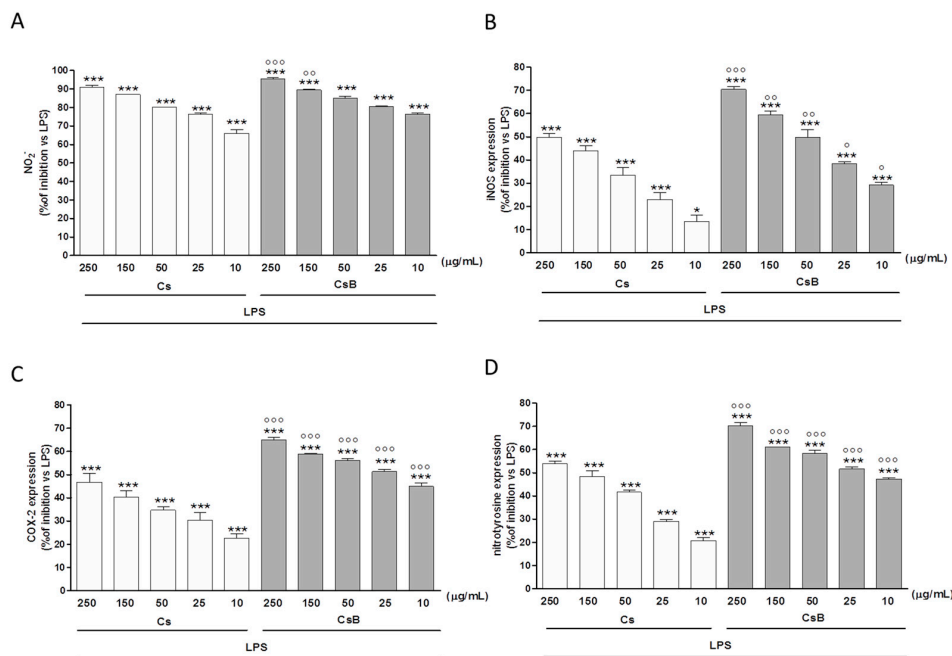 A
NO2-
(%of inibition vs LPS)
100
90
80
70
60
50
40
30
20
10
0
*** *** *** *** *** °°° *** °° *** *** *** ***
250 150 50 25 10 250 150 50 25 10 (µg/mL)
Cs CsB
LPS
B
iNOS expression
(%of inibition vs LPS)
80
70
60
50
40
30
20
10
0
*** *** *** *** * °°° *** °° *** °° *** ° *** ° ***
250 150 50 25 10 250 150 50 25 10 (µg/mL)
Cs CsB
LPS
C
COX-2 expression
(%of inibition vs LPS)
80
70
60
50
40
30
20
10
0
*** *** *** *** *** °°° *** °°° *** °°° *** °°° *** °°° ***
250 150 50 25 10 250 150 50 25 10 (µg/mL)
Cs CsB
LPS
D
nitrotyrosine expression
(%of inibition vs LPS)
80
70
60
50
40
30
20
10
0
*** *** *** *** *** °°° *** °°° *** °°° *** °°° *** °°° ***
250 150 50 25 10 250 150 50 25 10 (µg/mL)
Cs CsB
LPS